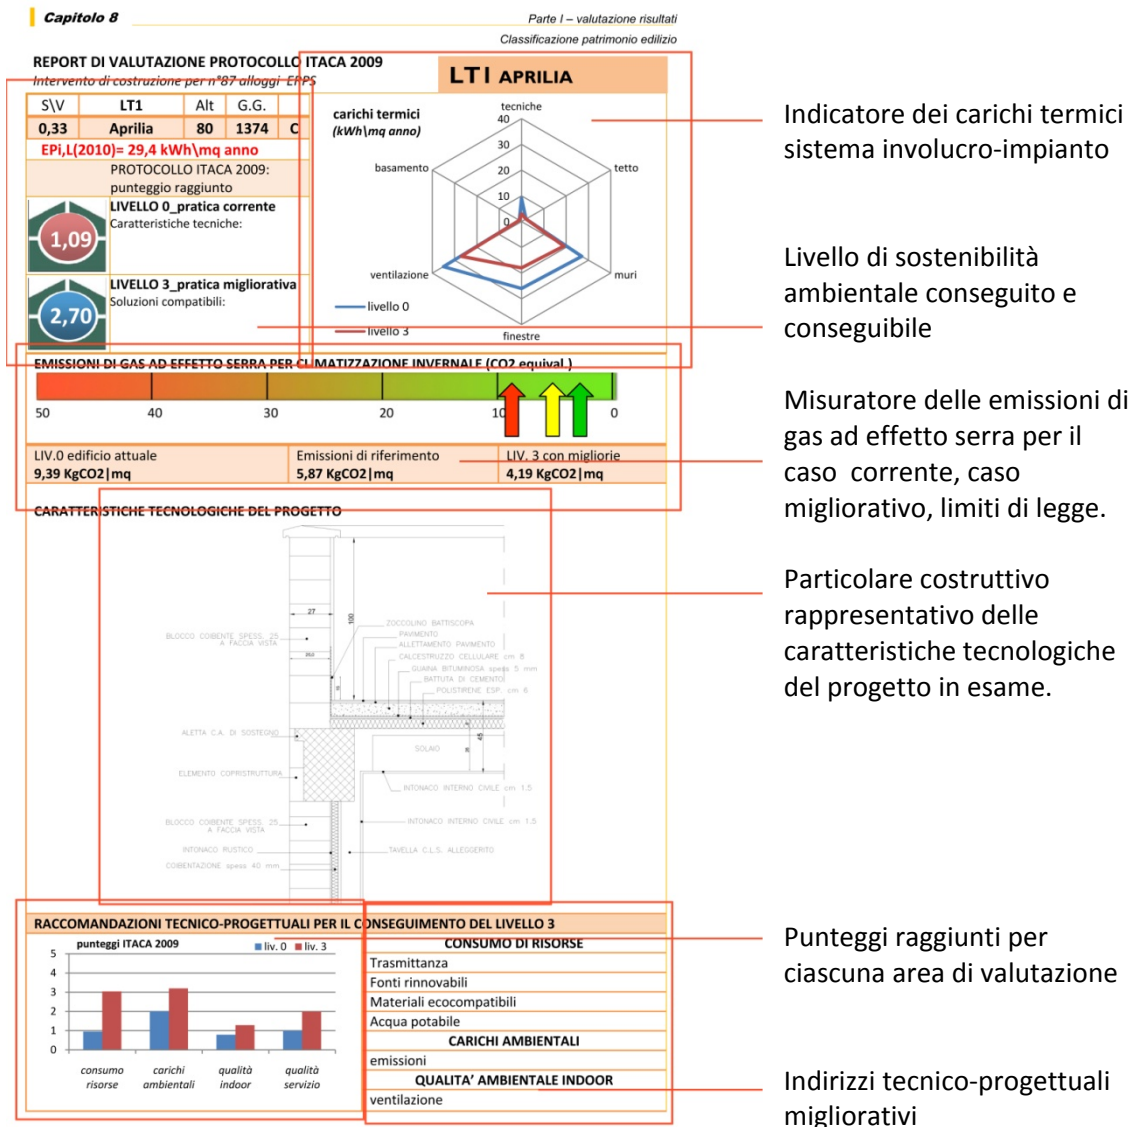 Capitolo 8
Parte I – valutazione risultati
Classificazione patrimonio edilizio
REPORT DI VALUTAZIONE PROTOCOLLO ITACA 2009
Intervento di costruzione per n°87 alloggi ERPS
LT1 APRILIA
S\V LT1 Alt G.G.
0,33 Aprilia 80 1374 C
EPi,L(2010)= 29,4 kWh\mq anno
PROTOCOLLO ITACA 2009:
punteggio raggiunto
LIVELLO 0_pratica corrente
Caratteristiche tecniche:
1,09
LIVELLO 3_pratica migliorativa
Soluzioni compatibili:
2,70
carichi termici
(kWh\mq anno)
tecniche
40
30
20
10
0
basamento
tetto
ventilazione
muri
finestre
livello 0
livello 3
Indicatore dei carichi termici
sistema involucro-impianto
Livello di sostenibilità
ambientale conseguito e
conseguibile
EMISSIONI DI GAS AD EFFETTO SERRA PER CLIMATIZZAZIONE INVERNALE (CO2 equival.)
50 40 30 20 10 0
LIV.0 edificio attuale
9,39 KgCO2|mq
Emissioni di riferimento
5,87 KgCO2|mq
LIV. 3 con migliorie
4,19 KgCO2|mq
Misuratore delle emissioni di
gas ad effetto serra per il
caso corrente, caso
migliorativo, limiti di legge.
CARATTERISTICHE TECNOLOGICHE DEL PROGETTO
27
100
BLOCCO COIBENTE SPESS. 25
A FACCIA VISTA
ZOCCOLINO BATTISCOPA
PAVIMENTO
ALLETTAMENTO PAVIMENTO
CALCESTRUZZO CELLULARE cm 8
GUAINA BITUMINOSA spess 5 mm
BATTUTA DI CEMENTO
POLISTIRENE ESP. cm 6
ALETTA C.A. DI SOSTEGNO
SOLAIO
45
ELEMENTO COPRISTRUTTURA
INTONACO INTERNO CIVILE cm 1.5
BLOCCO COIBENTE SPESS. 25
A FACCIA VISTA
INTONACO INTERNO CIVILE cm 1,5
INTONACO RUSTICO
TAVELLA C.L.S. ALLEGGERITO
COIBENTAZIONE spess 40 mm
Particolare costruttivo
rappresentativo delle
caratteristiche tecnologiche
del progetto in esame.
RACCOMANDAZIONI TECNICO-PROGETTUALI PER IL CONSEGUIMENTO DEL LIVELLO 3
punteggi ITACA 2009
liv. 0 liv. 3
5
4
3
2
1
0
consumo risorse
carichi ambientali
qualità indoor
qualità servizio
CONSUMO DI RISORSE
Trasmittanza
Fonti rinnovabili
Materiali ecocompatibili
Acqua potabile
CARICHI AMBIENTALI
emissioni
QUALITA' AMBIENTALE INDOOR
ventilazione
Punteggi raggiunti per
ciascuna area di valutazione
Indirizzi tecnico-progettuali
migliorativi